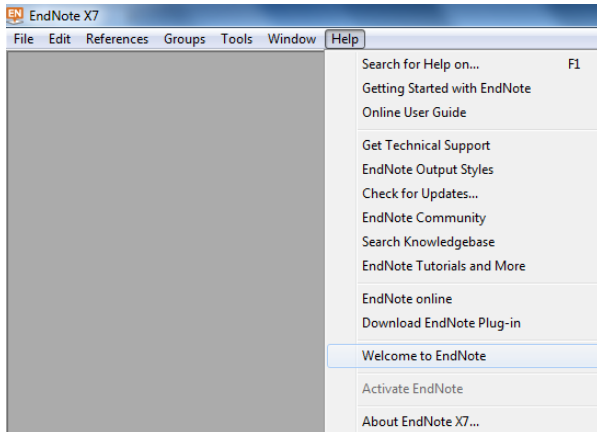 EN EndNote X7
File Edit References Groups Tools Window Help
Search for Help on... F1
Getting Started with EndNote
Online User Guide
Get Technical Support
EndNote Output Styles
Check for Updates...
EndNote Community
Search Knowledgebase
EndNote Tutorials and More
EndNote online
Download EndNote Plug-in
Welcome to EndNote
Activate EndNote
About EndNote X7...